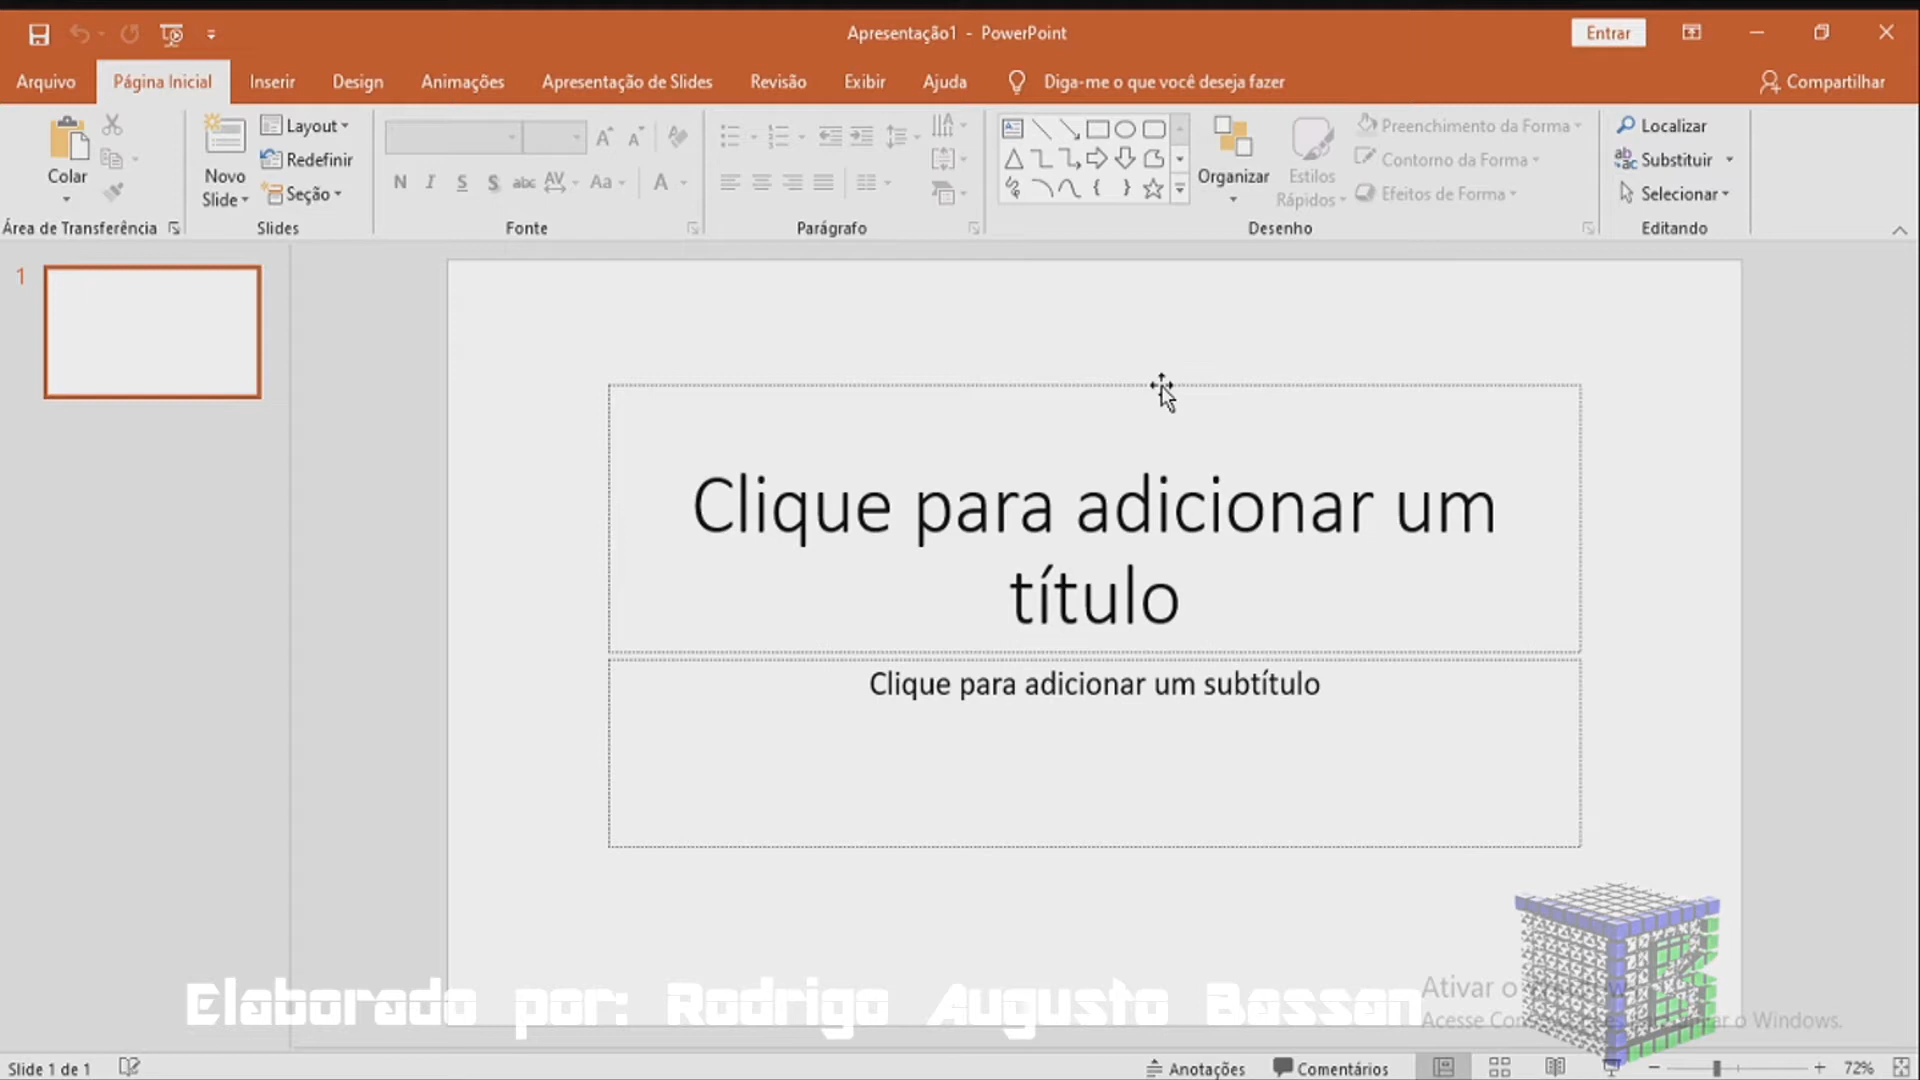 Apresentação1 - PowerPoint
Entrar
Arquivo
Página Inicial
Inserir
Design
Animações
Apresentação de Slides
Revisão
Exibir
Ajuda
Diga-me o que você deseja fazer
Compartilhar
Colar
Novo
Slide
Layout
Redefinir
Seção
N I S S abc AV Aa A
Organizar
Estilos
Rápidos
Preenchimento da Forma
Contorno da Forma
Efeitos de Forma
Localizar
Substituir
Selecionar
Área de Transferência
Slides
Fonte
Parágrafo
Desenho
Editando
1
Clique para adicionar um
título
Clique para adicionar um subtítulo
Elaborado por: Rodrigo Augusto Bassan
Ativar o
Acesse
o Windows.
Slide 1 de 1
Anotações
Comentários
72%